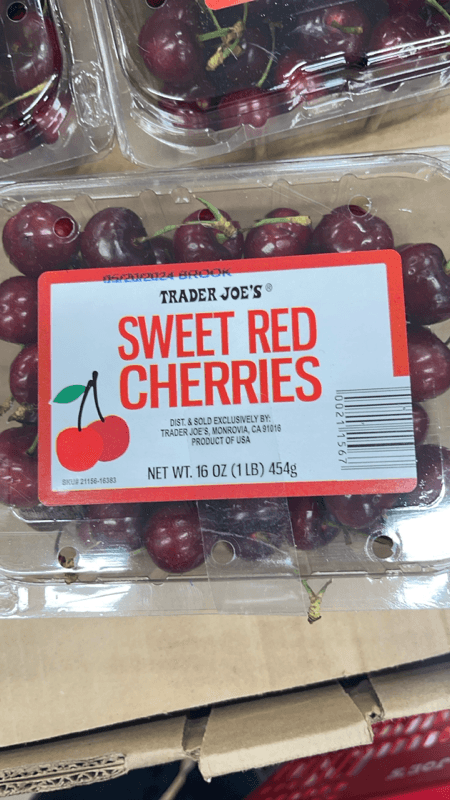 05/20/2024 BROOK
TRADER JOE'S®
SWEET RED
CHERRIES
DIST. & SOLD EXCLUSIVELY BY:
TRADER JOE'S, MONROVIA, CA 91016
PRODUCT OF USA
NET WT. 16 OZ (1 LB) 454g
SKU# 21156-16383
00211567